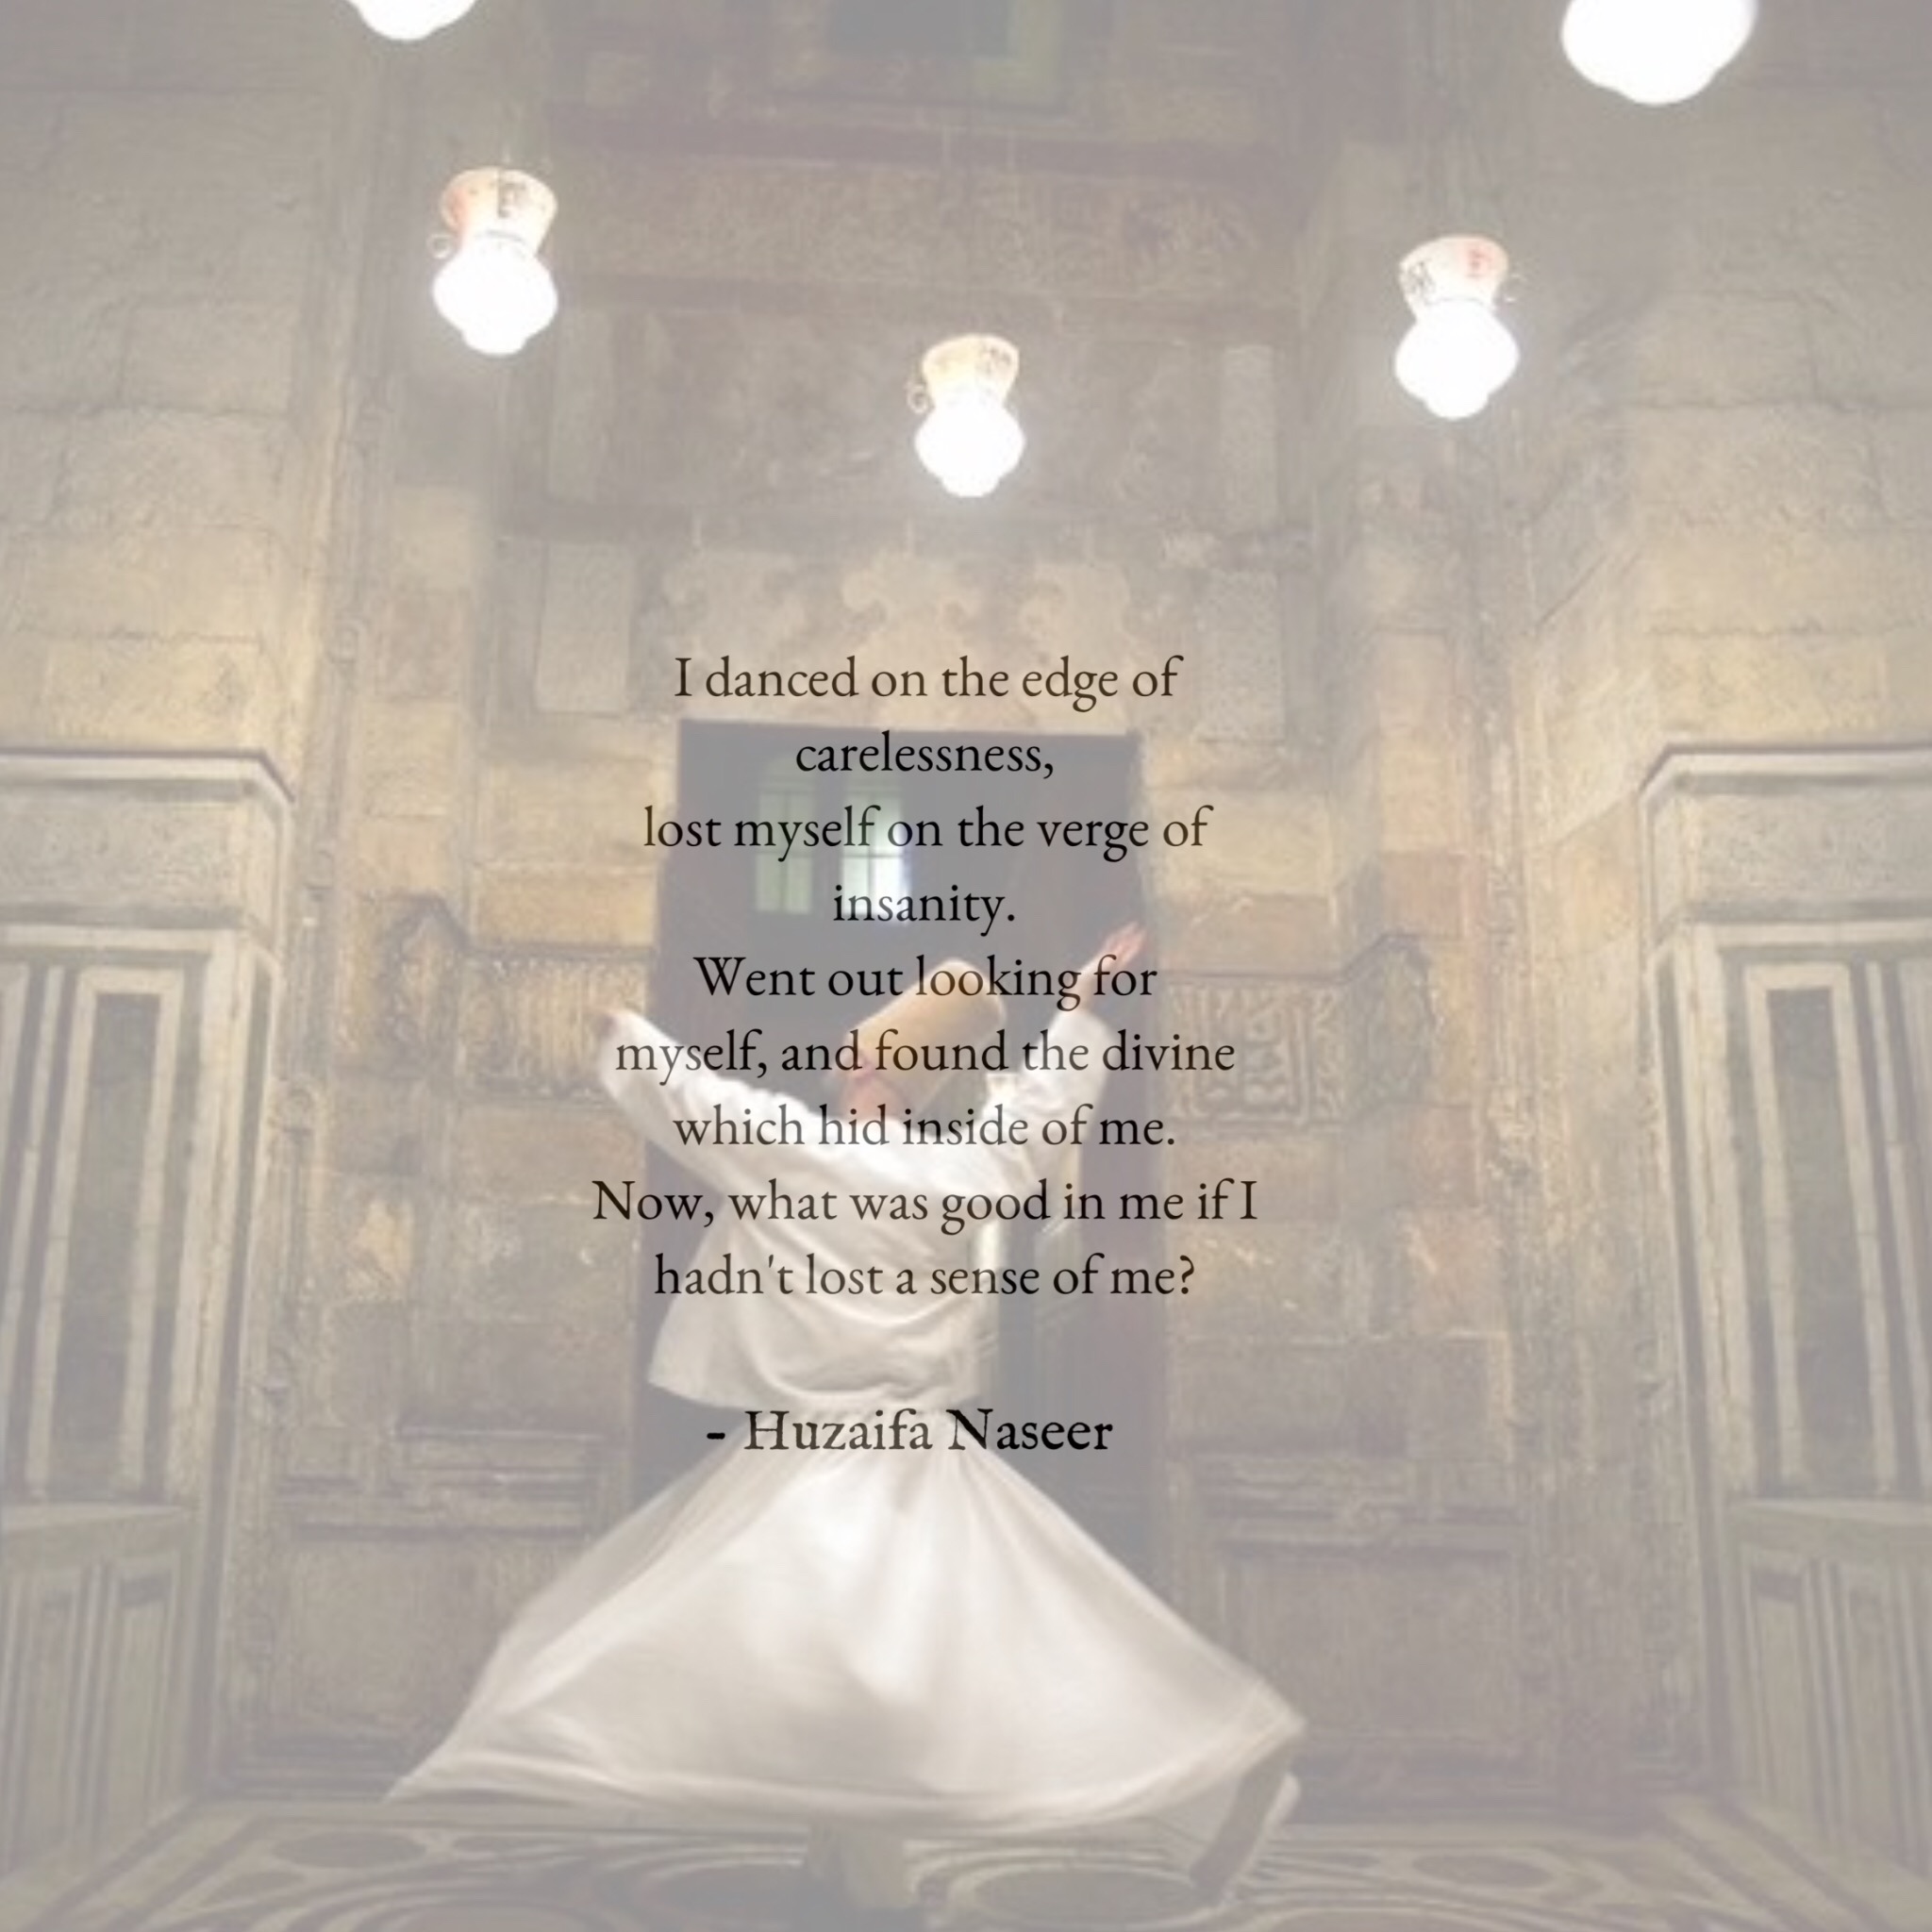 I danced on the edge of
carelessness,
lost myself on the verge of
insanity.
Went out looking for
myself, and found the divine
which hid inside of me.
Now, what was good in me if I
hadn't lost a sense of me?
- Huzaifa Naseer